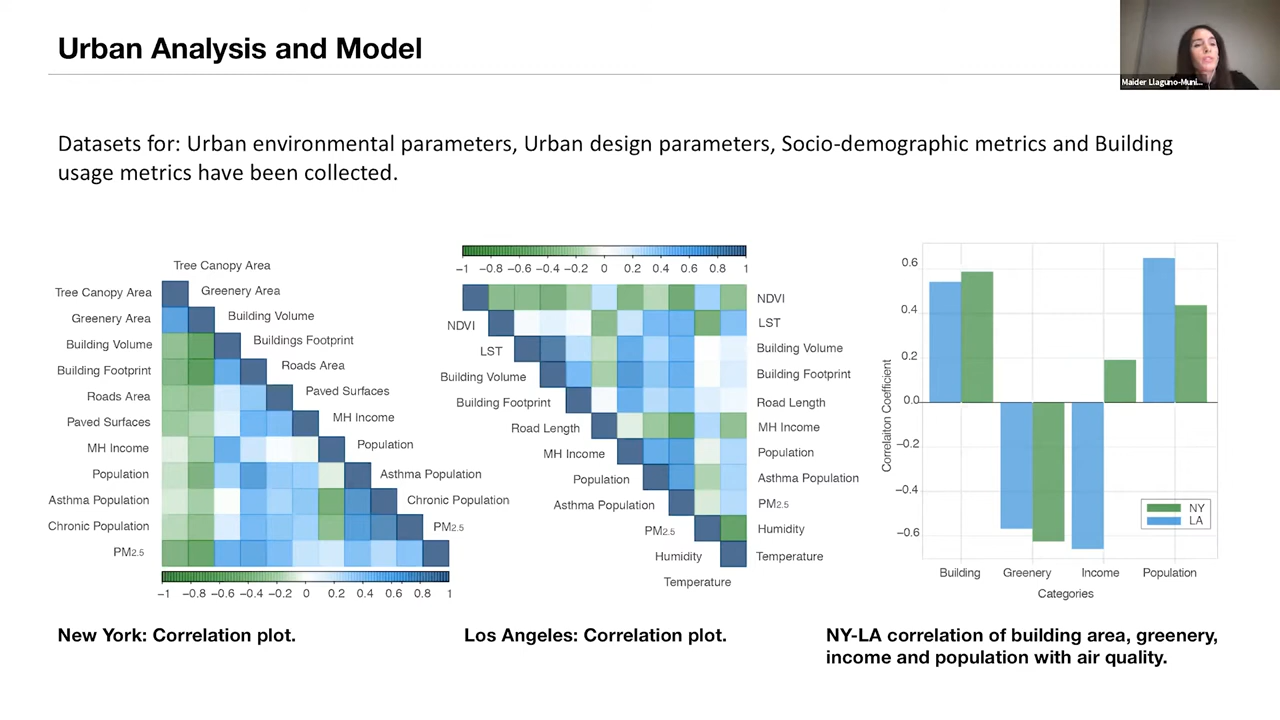 Urban Analysis and Model
Maider Llaguno-Muni...
Datasets for: Urban environmental parameters, Urban design parameters, Socio-demographic metrics and Building
usage metrics have been collected.
Tree Canopy Area
Tree Canopy Area
Greenery Area
Greenery Area
Building Volume
Building Volume
Buildings Footprint
Building Footprint
Roads Area
Roads Area
Paved Surfaces
Paved Surfaces
MH Income
MH Income
Population
Population
Asthma Population
Asthma Population
Chronic Population
Chronic Population
PM2.5
PM2.5
−1 −0.8 −0.6 −0.4 −0.2 0 0.2 0.4 0.6 0.8 1
New York: Correlation plot.
−1 −0.8 −0.6 −0.4 −0.2 0 0.2 0.4 0.6 0.8 1
NDVI
NDVI
LST
LST
Building Volume
Building Volume
Building Footprint
Building Footprint
Road Length
Road Length
MH Income
MH Income
Population
Population
Asthma Population
Asthma Population
PM2.5
PM2.5
Humidity
Humidity
Temperature
Temperature
Los Angeles: Correlation plot.
Correlaiton Coefficient
0.6
0.4
0.2
0.0
−0.2
−0.4
−0.6
NY
LA
Building Greenery Income Population
Categories
NY-LA correlation of building area, greenery,
income and population with air quality.